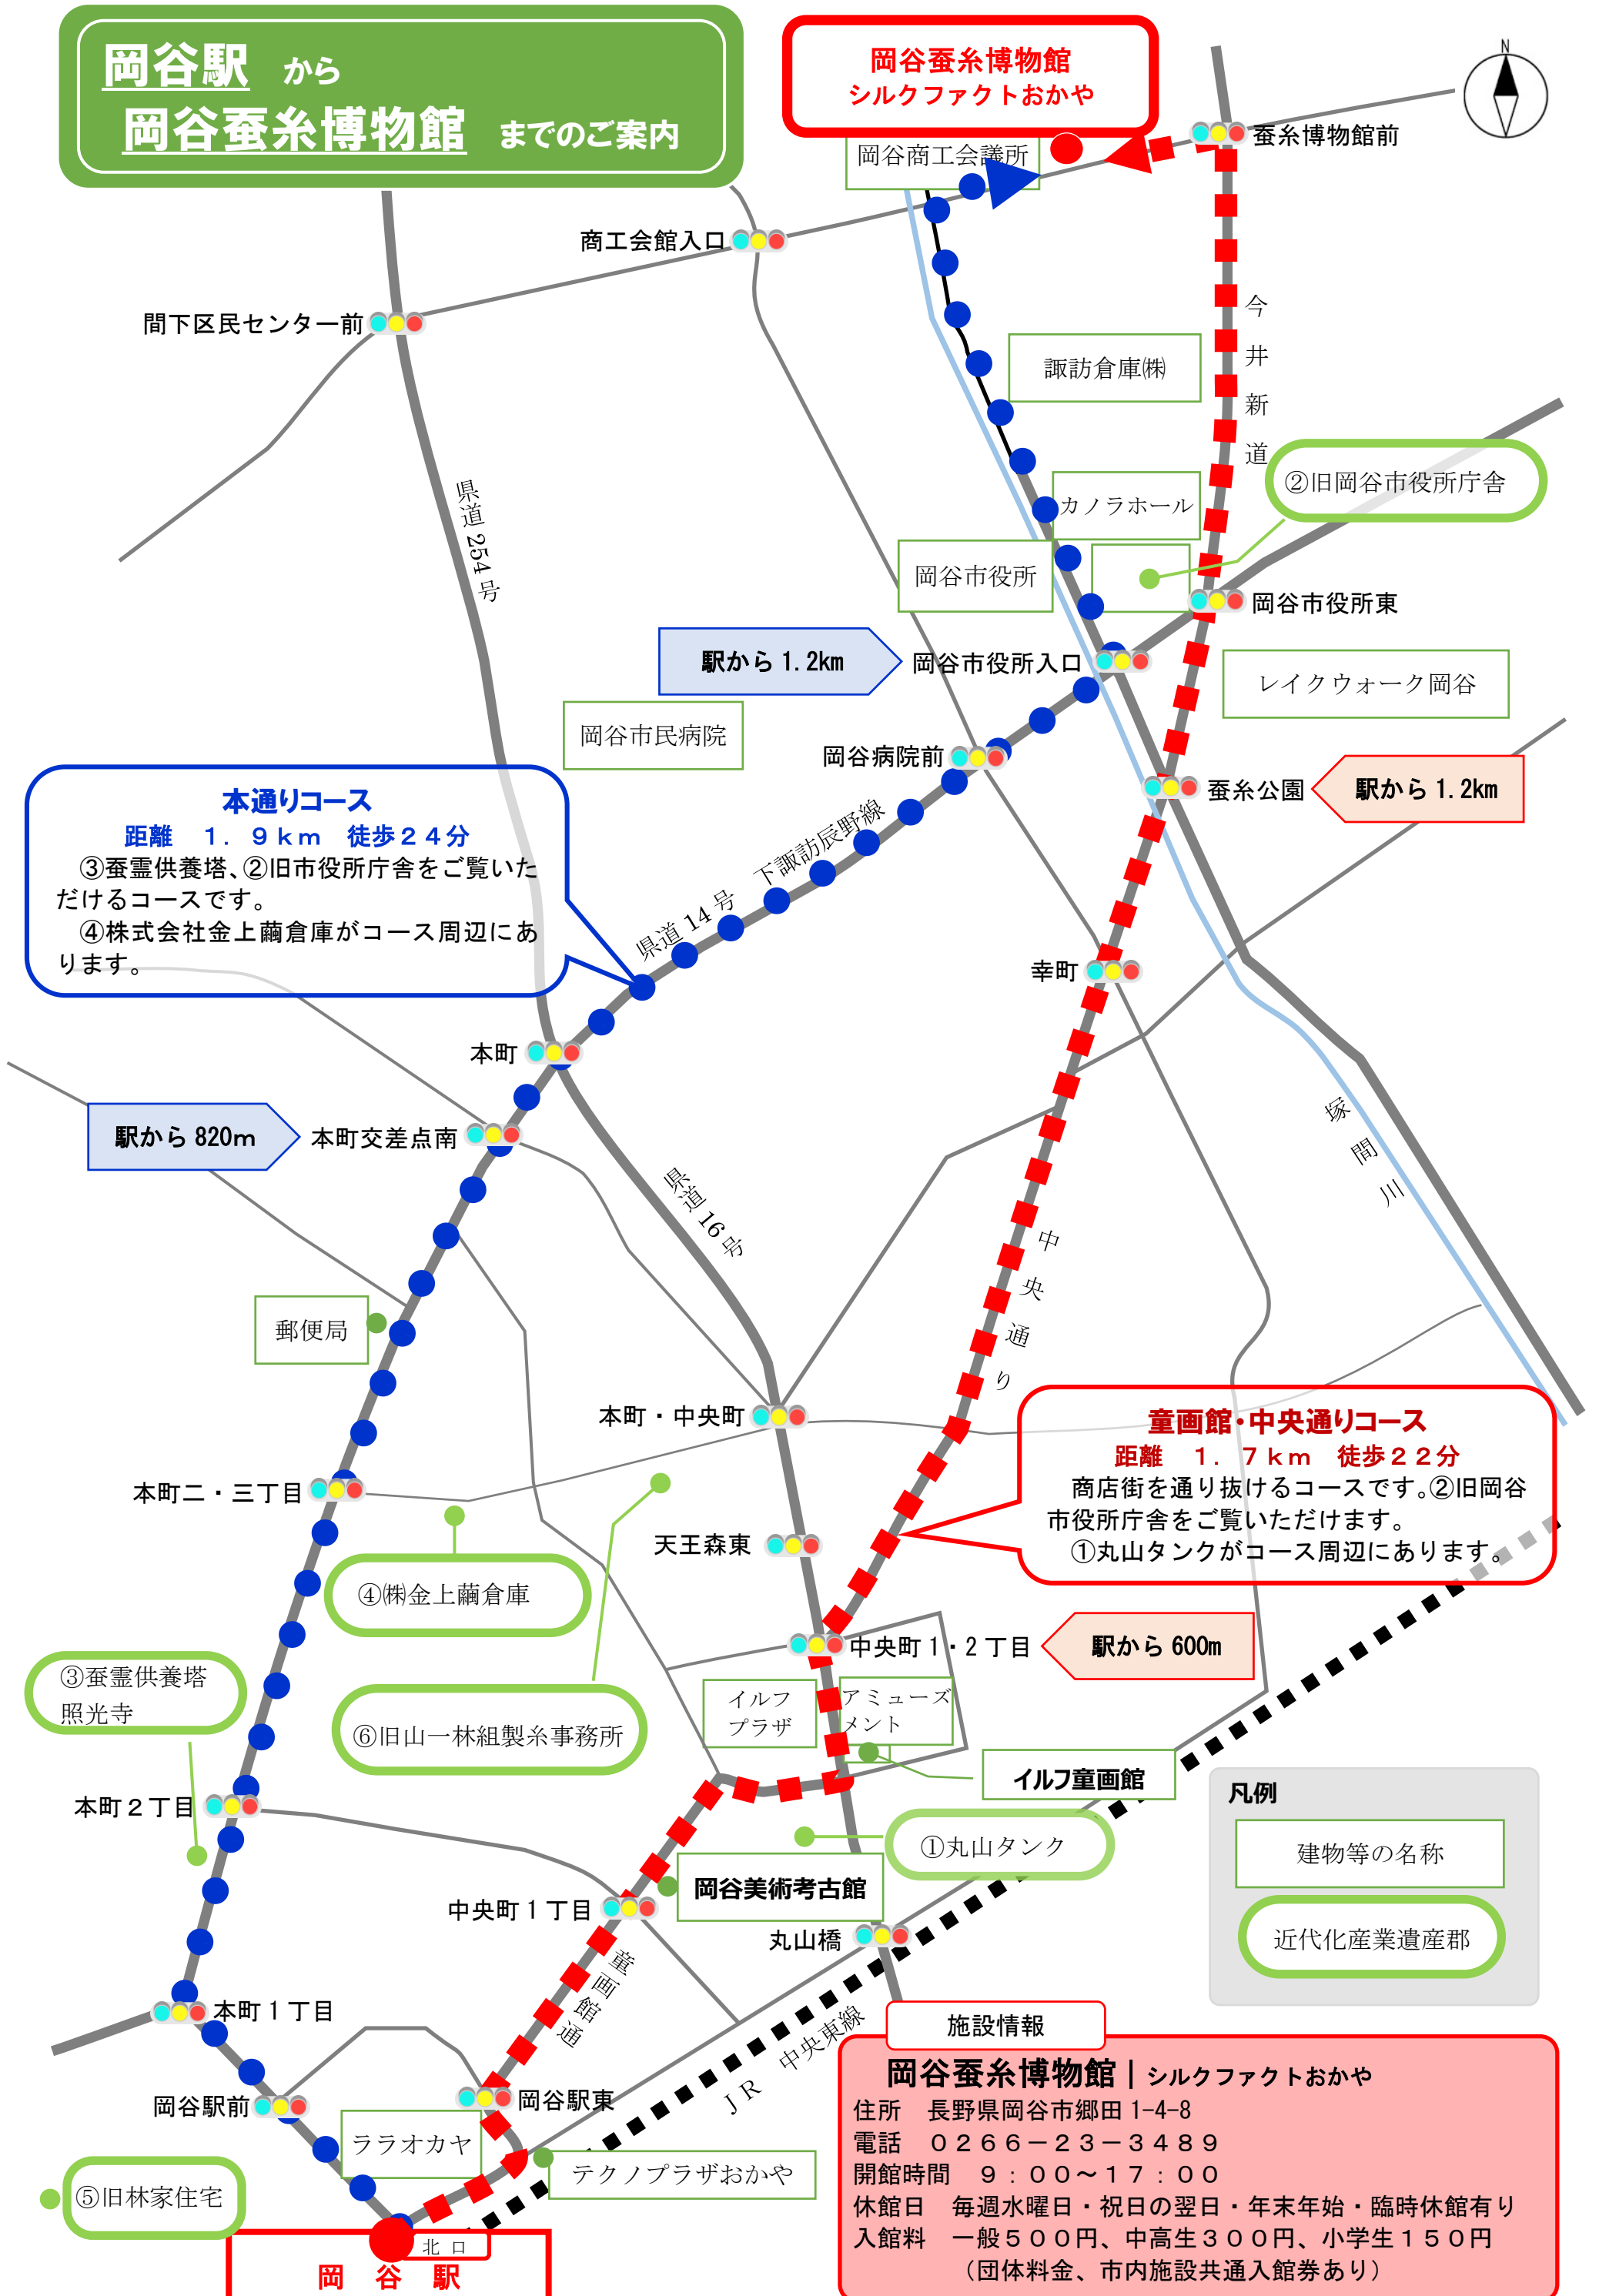 岡谷駅 から
岡谷蚕糸博物館 までのご案内
岡谷蚕糸博物館
シルクファクトおかや
N
蚕糸博物館前
岡谷商工会議所
商工会館入口
間下区民センター前
今井新道
諏訪倉庫㈱
②旧岡谷市役所庁舎
県道254号
カノラホール
岡谷市役所
岡谷市役所東
駅から1.2km
岡谷市役所入口
レイクウォーク岡谷
岡谷市民病院
岡谷病院前
蚕糸公園
駅から1.2km
本通りコース
距離 １．９ｋｍ 徒歩２４分
③蚕霊供養塔、②旧市役所庁舎をご覧いた
だけるコースです。
④株式会社金上繭倉庫がコース周辺にあ
ります。
県道14号 下諏訪辰野線
幸町
本町
駅から820m
本町交差点南
塚間川
県道16号
中央通り
郵便局
本町・中央町
童画館・中央通りコース
距離 １．７ｋｍ 徒歩２２分
商店街を通り抜けるコースです。②旧岡谷
市役所庁舎をご覧いただけます。
①丸山タンクがコース周辺にあります。
本町二・三丁目
天王森東
④㈱金上繭倉庫
中央町1・2丁目
駅から600m
③蚕霊供養塔
照光寺
イルフ
プラザ
アミューズ
メント
⑥旧山一林組製糸事務所
イルフ童画館
凡例
建物等の名称
近代化産業遺産郡
本町２丁目
①丸山タンク
岡谷美術考古館
中央町１丁目
丸山橋
童画館通
本町１丁目
ＪＲ 中央東線
岡谷駅前
岡谷駅東
ララオカヤ
テクノプラザおかや
⑤旧林家住宅
北口
岡谷駅
施設情報
岡谷蚕糸博物館 | シルクファクトおかや
住所 長野県岡谷市郷田1-4-8
電話 ０２６６－２３－３４８９
開館時間 ９：００～１７：００
休館日 毎週水曜日・祝日の翌日・年末年始・臨時休館有り
入館料 一般５００円、中高生３００円、小学生１５０円
（団体料金、市内施設共通入館券あり）